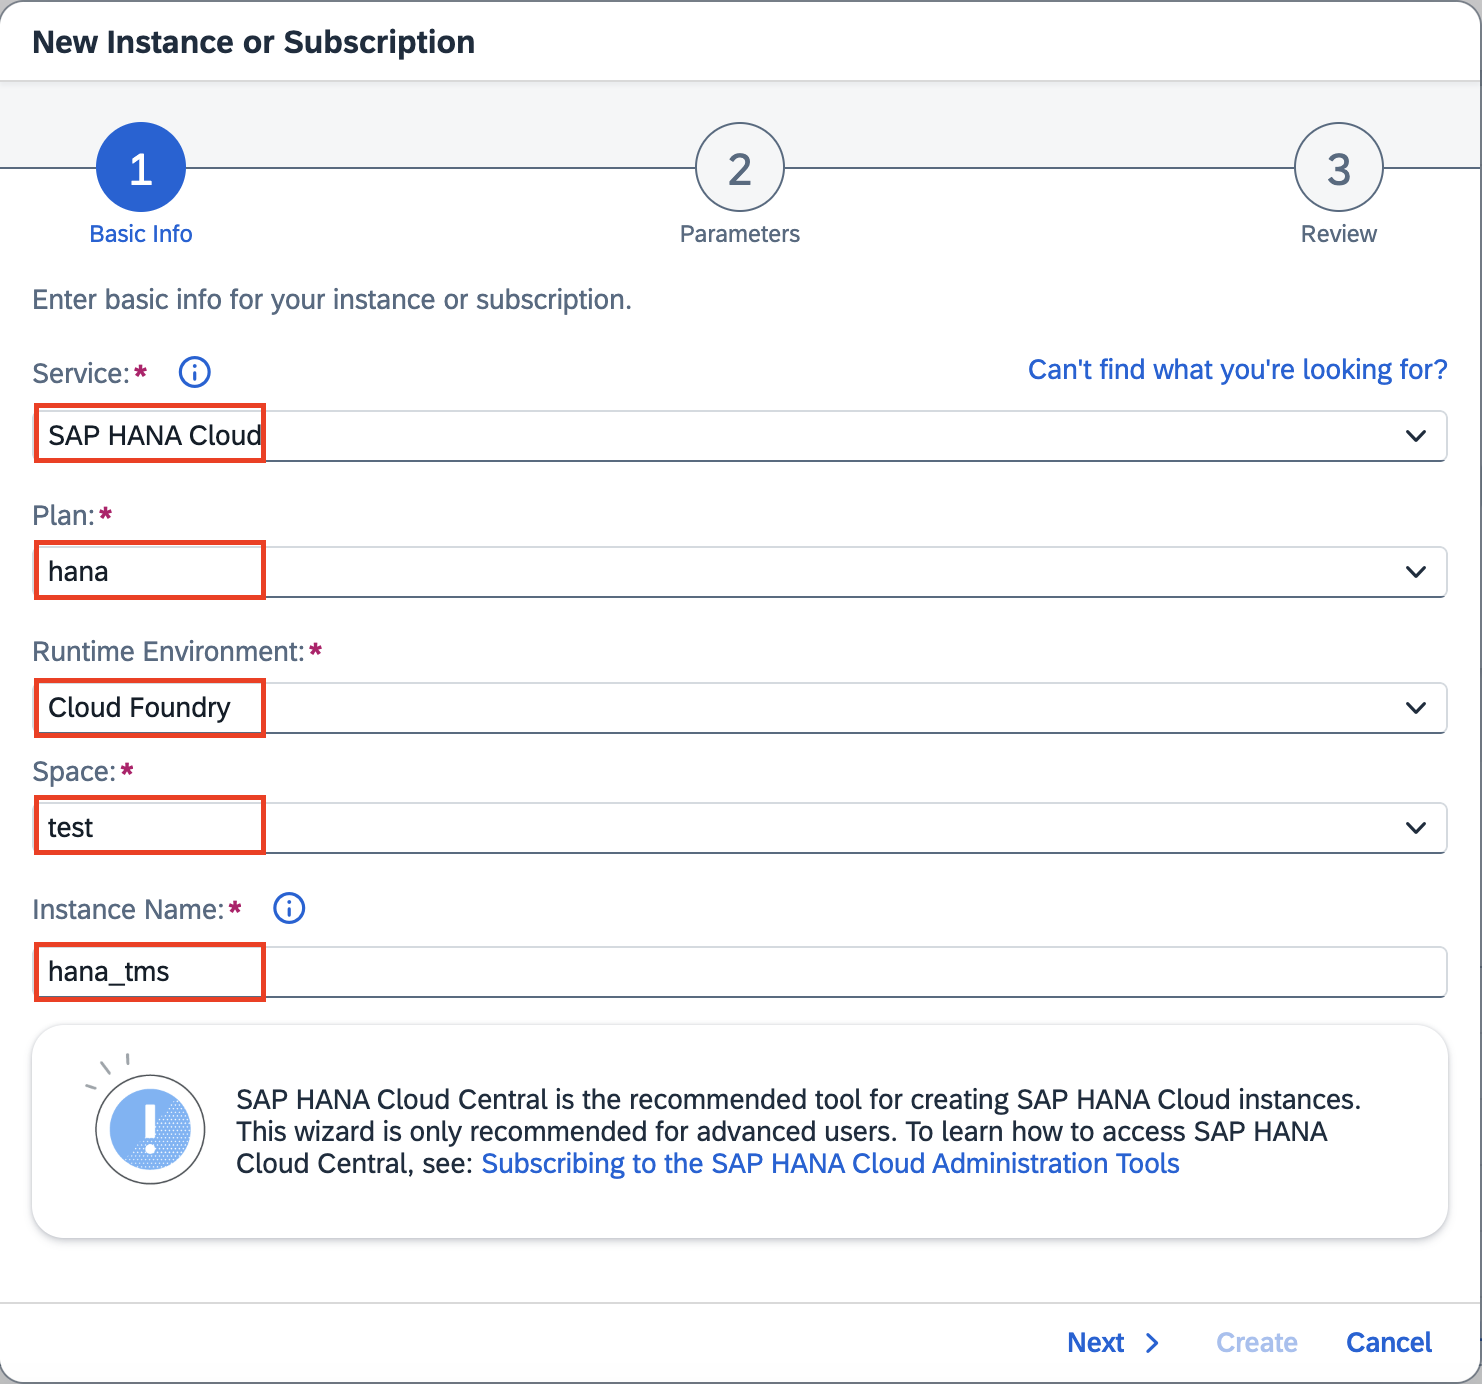 New Instance or Subscription
1
2
3
Basic Info
Parameters
Review
Enter basic info for your instance or subscription.
Service:*
Can't find what you're looking for?
SAP HANA Cloud
Plan:*
hana
Runtime Environment:*
Cloud Foundry
Space:*
test
Instance Name:*
hana_tms
SAP HANA Cloud Central is the recommended tool for creating SAP HANA Cloud instances.
This wizard is only recommended for advanced users. To learn how to access SAP HANA
Cloud Central, see: Subscribing to the SAP HANA Cloud Administration Tools
Next
Create
Cancel